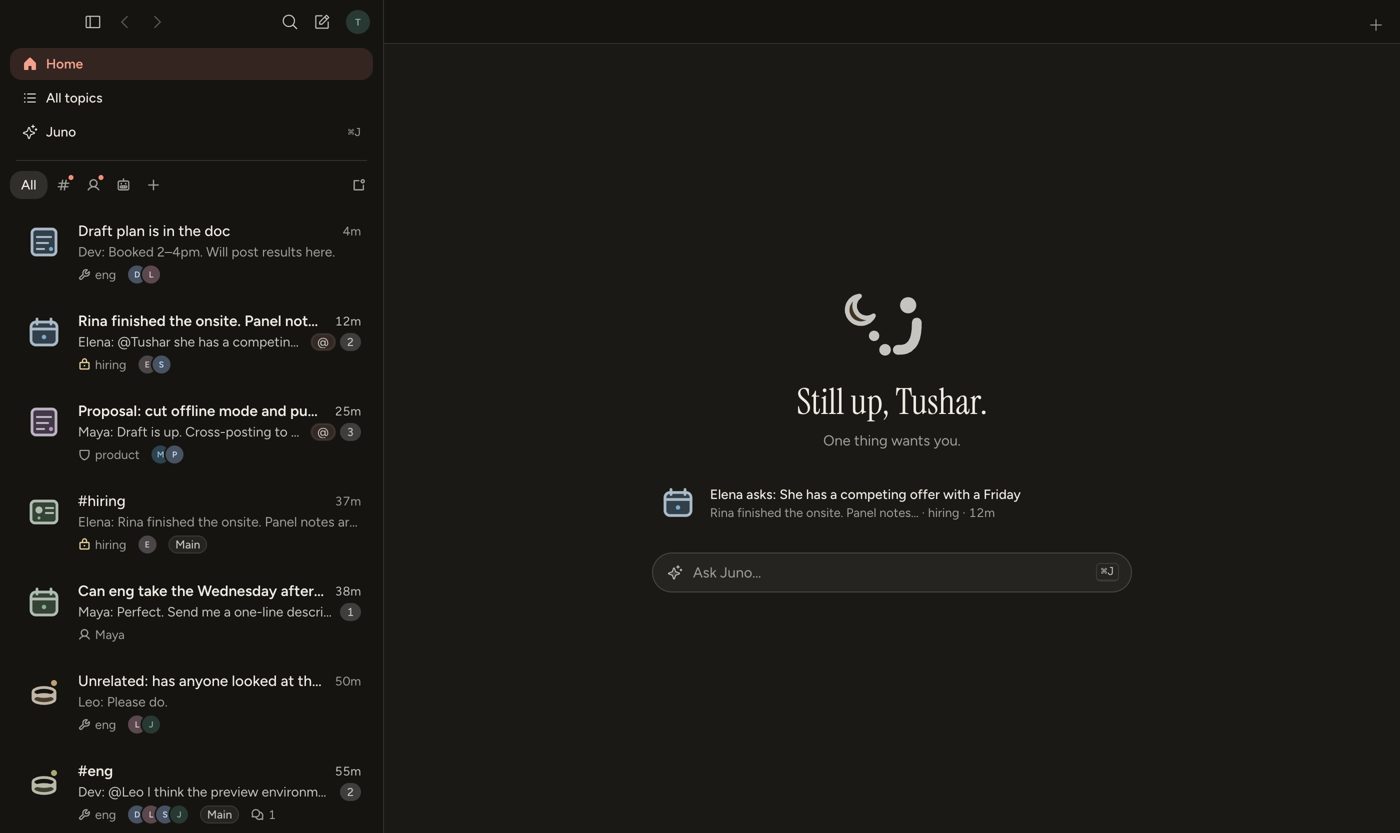 T
Home
All topics
Juno ⌘J
All
Draft plan is in the doc 4m
Dev: Booked 2–4pm. Will post results here.
eng D L
Rina finished the onsite. Panel not... 12m
Elena: @Tushar she has a competin... @ 2
hiring E S
Proposal: cut offline mode and pu... 25m
Maya: Draft is up. Cross-posting to ... @ 3
product M P
#hiring 37m
Elena: Rina finished the onsite. Panel notes ar...
hiring E Main
Can eng take the Wednesday after... 38m
Maya: Perfect. Send me a one-line descri... 1
Maya
Unrelated: has anyone looked at th... 50m
Leo: Please do.
eng L J
#eng 55m
Dev: @Leo I think the preview environm... 2
eng D L S J Main 1
Still up, Tushar.
One thing wants you.
Elena asks: She has a competing offer with a Friday
Rina finished the onsite. Panel notes... · hiring · 12m
Ask Juno... ⌘J